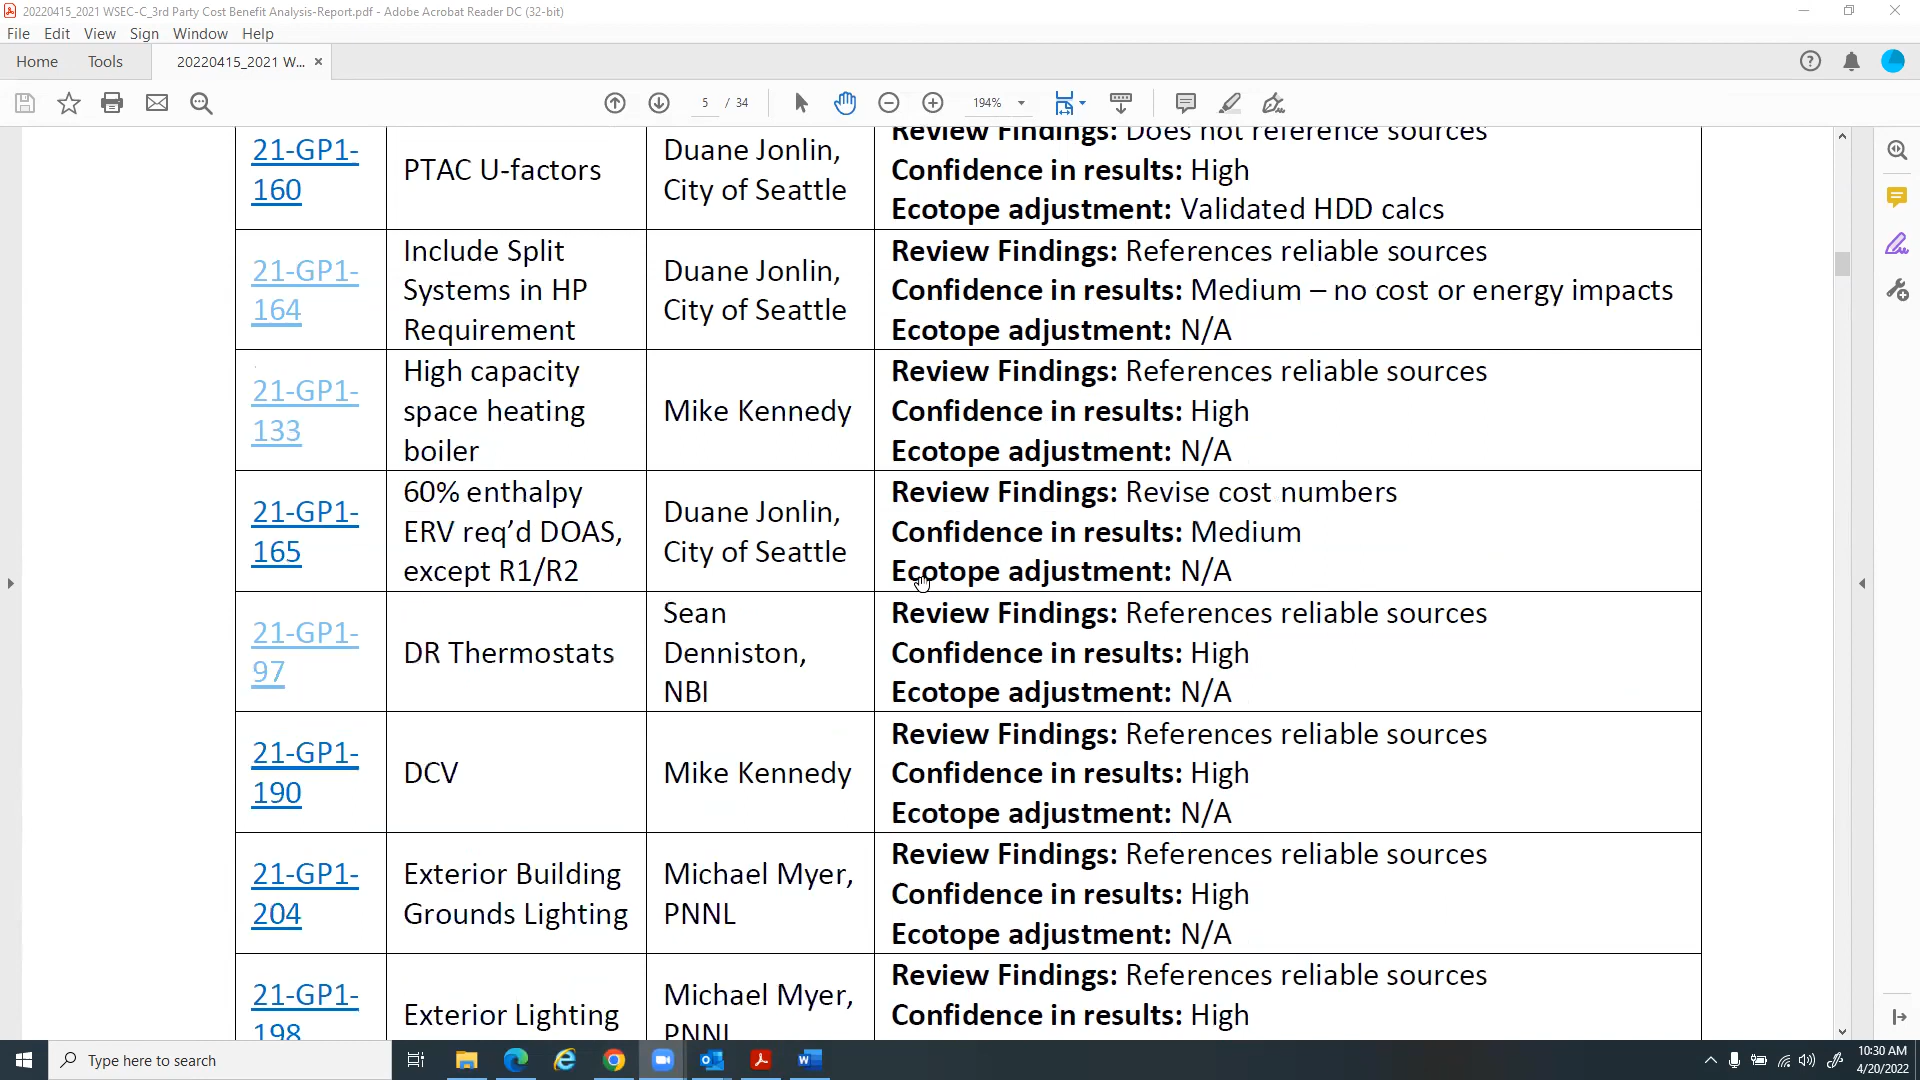 20220415_2021 WSEC-C_3rd Party Cost Benefit Analysis-Report.pdf - Adobe Acrobat Reader DC (32-bit)
File Edit View Sign Window Help
Home Tools 20220415_2021 W... ×
5 / 34 194%
21-GP1-
160
PTAC U-factors
Duane Jonlin,
City of Seattle
Review Findings: Does not reference sources
Confidence in results: High
Ecotope adjustment: Validated HDD calcs
21-GP1-
164
Include Split
Systems in HP
Requirement
Duane Jonlin,
City of Seattle
Review Findings: References reliable sources
Confidence in results: Medium – no cost or energy impacts
Ecotope adjustment: N/A
21-GP1-
133
High capacity
space heating
boiler
Mike Kennedy
Review Findings: References reliable sources
Confidence in results: High
Ecotope adjustment: N/A
21-GP1-
165
60% enthalpy
ERV req’d DOAS,
except R1/R2
Duane Jonlin,
City of Seattle
Review Findings: Revise cost numbers
Confidence in results: Medium
Ecotope adjustment: N/A
21-GP1-
97
DR Thermostats
Sean
Denniston,
NBI
Review Findings: References reliable sources
Confidence in results: High
Ecotope adjustment: N/A
21-GP1-
190
DCV
Mike Kennedy
Review Findings: References reliable sources
Confidence in results: High
Ecotope adjustment: N/A
21-GP1-
204
Exterior Building
Grounds Lighting
Michael Myer,
PNNL
Review Findings: References reliable sources
Confidence in results: High
Ecotope adjustment: N/A
21-GP1-
198
Exterior Lighting
Michael Myer,
PNNL
Review Findings: References reliable sources
Confidence in results: High
Type here to search
10:30 AM
4/20/2022